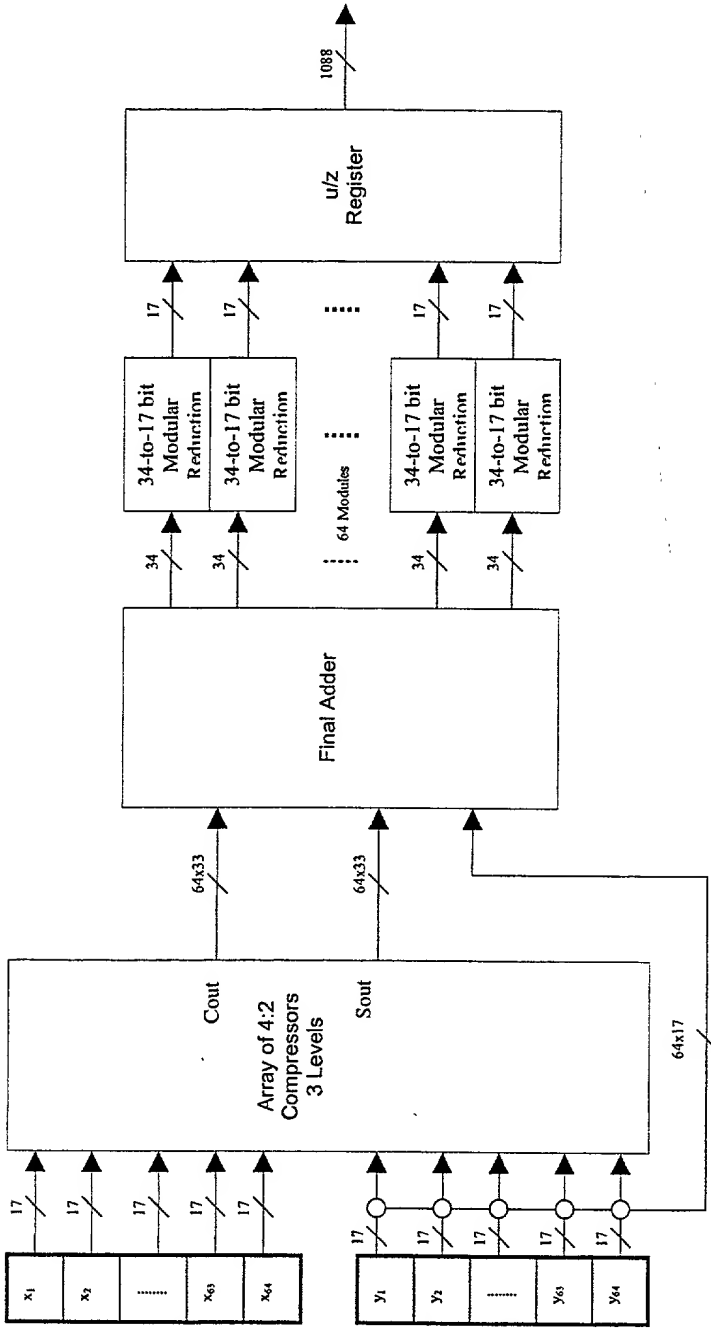 x1
x2
........
x63
x64
17
17
17
17
17
y1
y2
........
y63
y64
17
17
17
17
17
Array of 4:2
Compressors
3 Levels
Cout
Sout
64x33
64x33
64x17
Final Adder
34
34
34
34
34-to-17 bit
Modular
Reduction
34-to-17 bit
Modular
Reduction
64 Modules
34-to-17 bit
Modular
Reduction
34-to-17 bit
Modular
Reduction
17
17
17
17
u/z
Register
1088